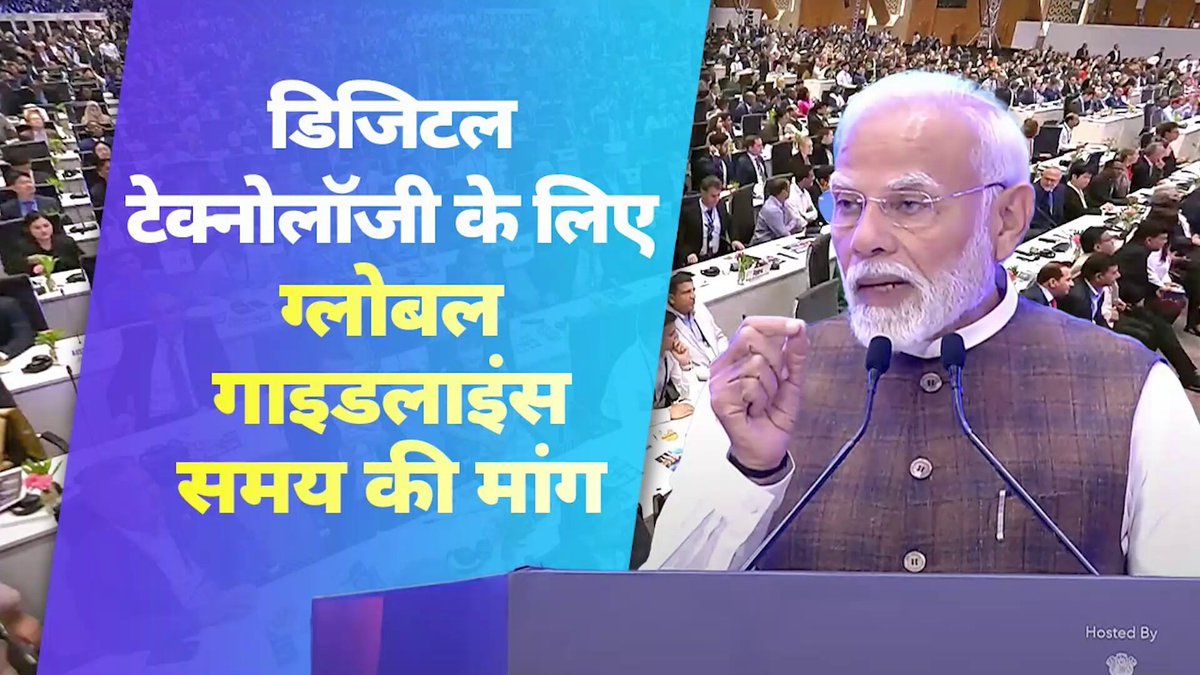 डिजिटल
टेक्नोलॉजी के लिए
ग्लोबल
गाइडलाइंस
समय की मांग
Hosted By